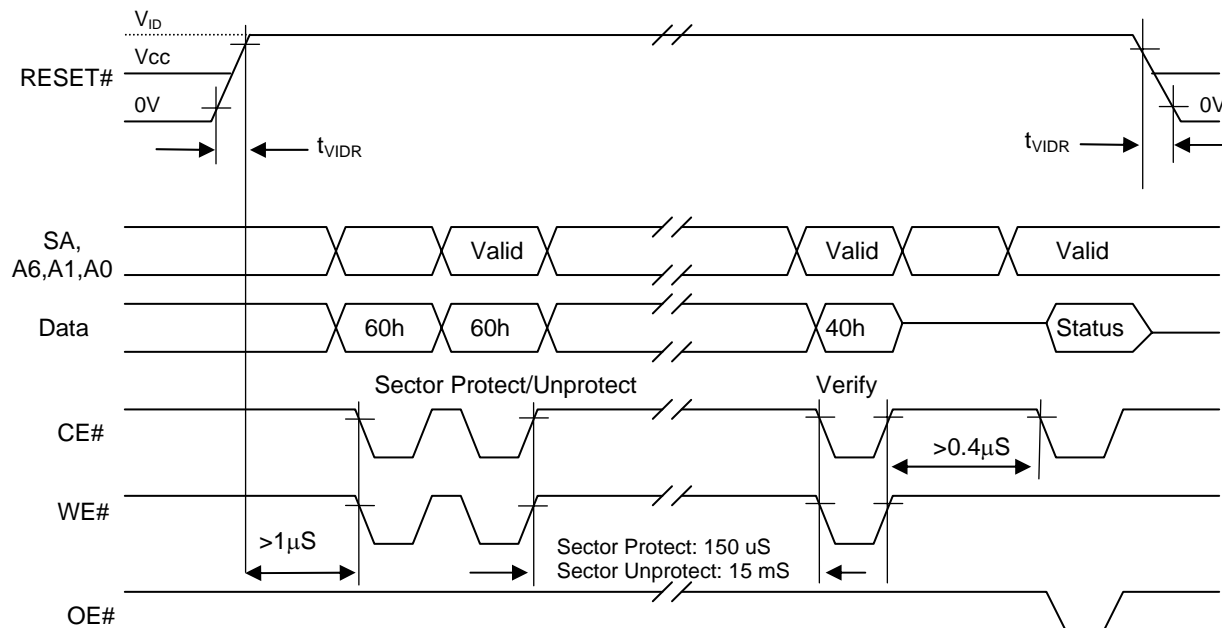 VID
Vcc
RESET#
0V
0V
tVIDR
tVIDR
SA,
A6,A1,A0
Valid
Valid
Valid
Data
60h
60h
40h
Status
Sector Protect/Unprotect
Verify
CE#
>0.4μS
WE#
>1μS
Sector Protect: 150 uS
Sector Unprotect: 15 mS
OE#